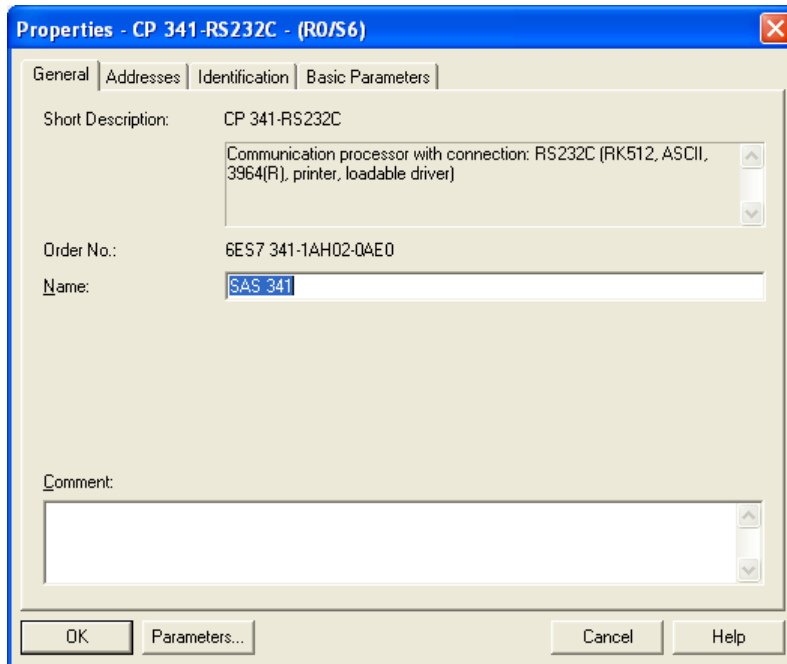 Properties - CP 341-RS232C - (R0/S6)
General Addresses Identification Basic Parameters
Short Description: CP 341-RS232C
Communication processor with connection: RS232C (RK512, ASCII,
3964(R), printer, loadable driver)
Order No.: 6ES7 341-1AH02-0AE0
Name: SAS 341
Comment:
OK Parameters... Cancel Help